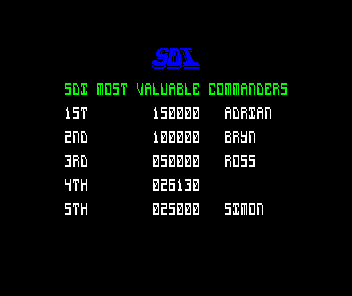 SDI
SDI MOST VALUABLE COMMANDERS
1ST 150000 ADRIAN
2ND 100000 BRYN
3RD 050000 ROSS
4TH 026130
5TH 025000 SIMON